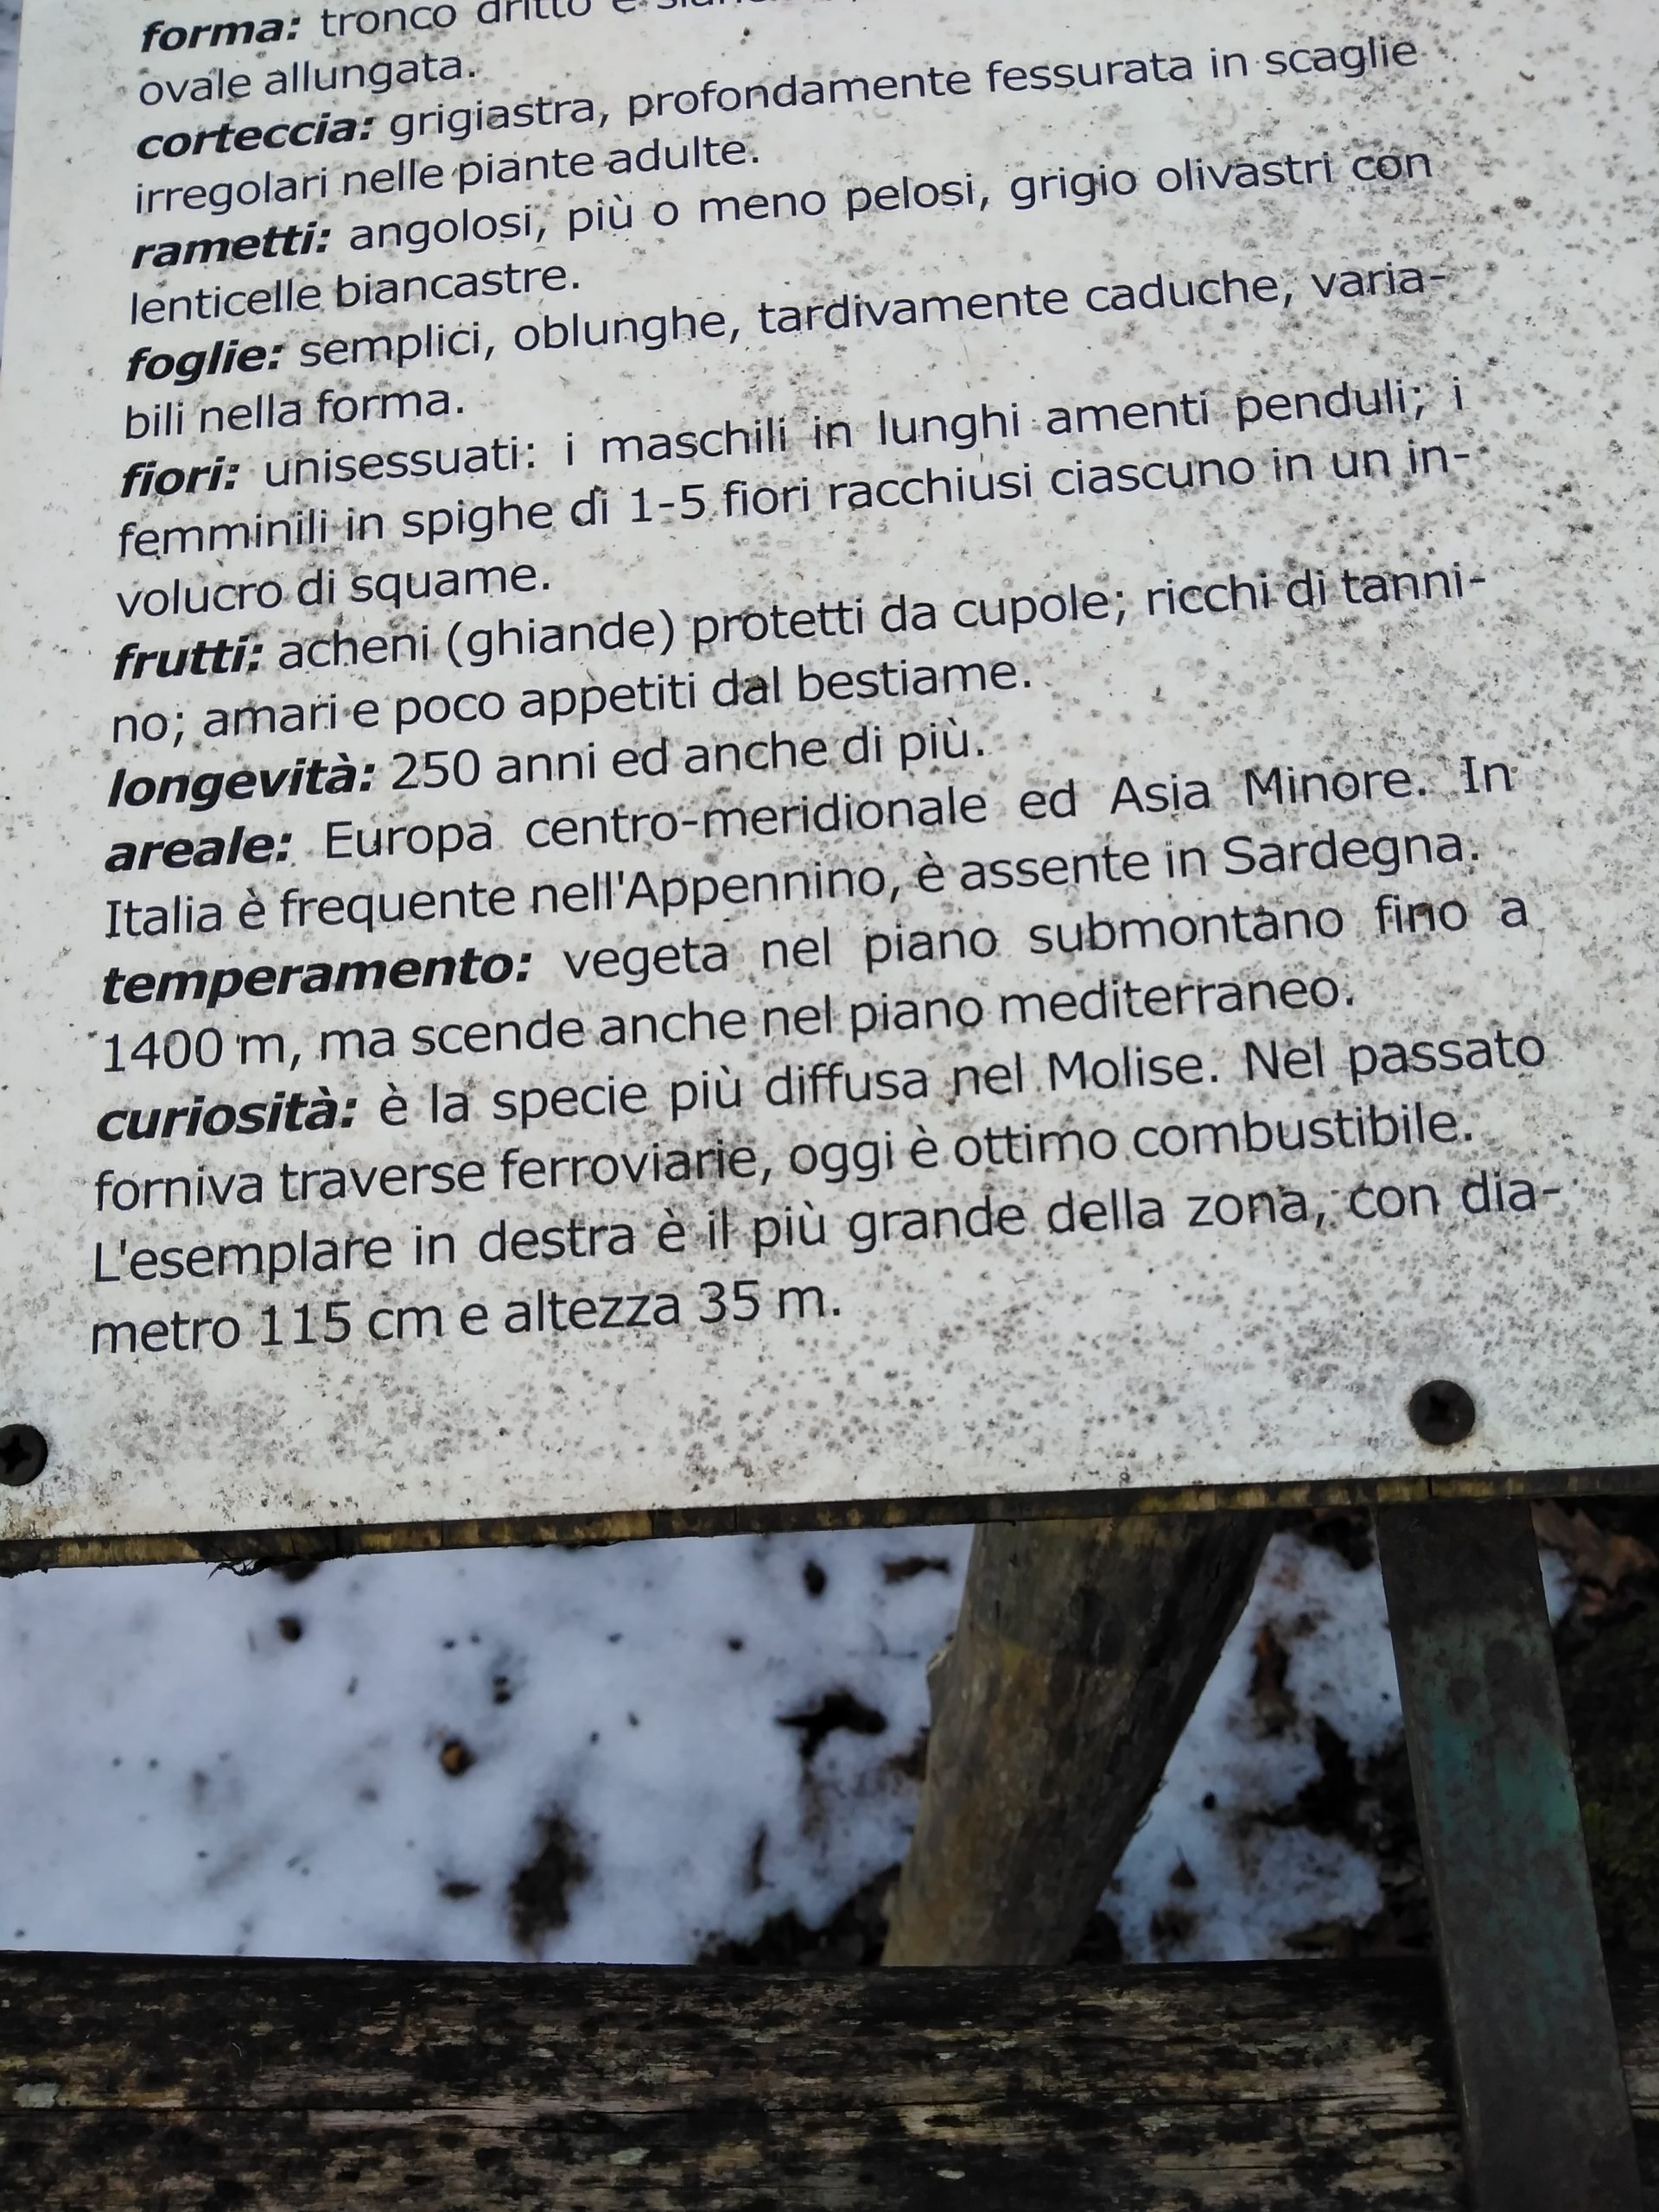 forma: tronco dritto e
ovale allungata.
corteccia: grigiastra, profondamente fessurata in scaglie
irregolari nelle piante adulte.
rametti: angolosi, più o meno pelosi, grigio olivastri con
lenticelle biancastre.
foglie: semplici, oblunghe, tardivamente caduche, varia-
bili nella forma.
fiori: unisessuati: i maschili in lunghi amenti penduli; i
femminili in spighe di 1-5 fiori racchiusi ciascuno in un in-
volucro di squame.
frutti: acheni (ghiande) protetti da cupole; ricchi di tanni-
no; amari e poco appetiti dal bestiame.
longevità: 250 anni ed anche di più.
areale: Europa centro-meridionale ed Asia Minore. In
Italia è frequente nell'Appennino, è assente in Sardegna.
temperamento: vegeta nel piano submontano fino a
1400 m, ma scende anche nel piano mediterraneo.
curiosità: è la specie più diffusa nel Molise. Nel passato
forniva traverse ferroviarie, oggi è ottimo combustibile.
L'esemplare in destra è il più grande della zona, con dia-
metro 115 cm e altezza 35 m.